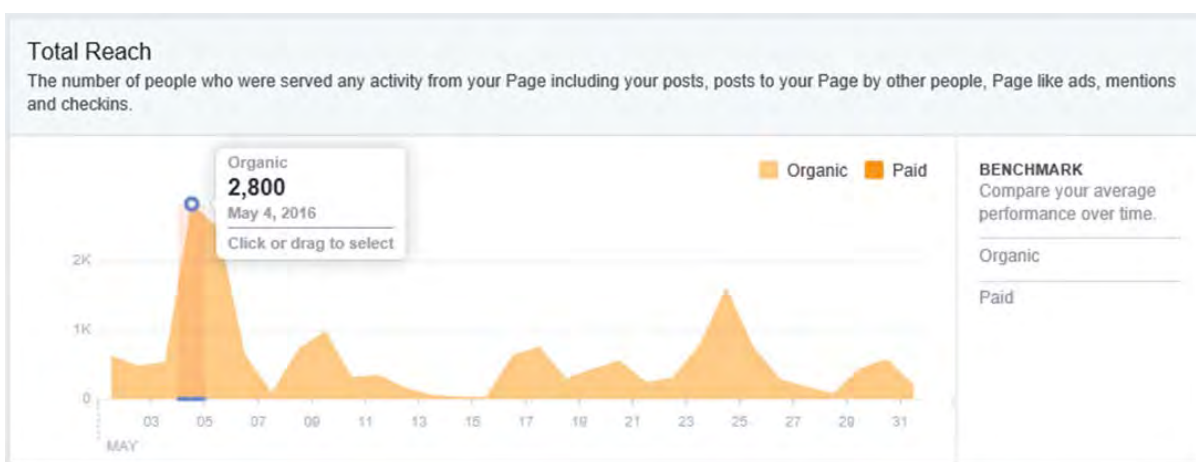 Total Reach
The number of people who were served any activity from your Page including your posts, posts to your Page by other people, Page like ads, mentions
and checkins.
Organic
2,800
May 4, 2016
Click or drag to select
Organic Paid
BENCHMARK
Compare your average
performance over time.
Organic
Paid
2K
1K
0
03 05 07 09 11 13 15 17 19 21 23 25 27 29 31
MAY